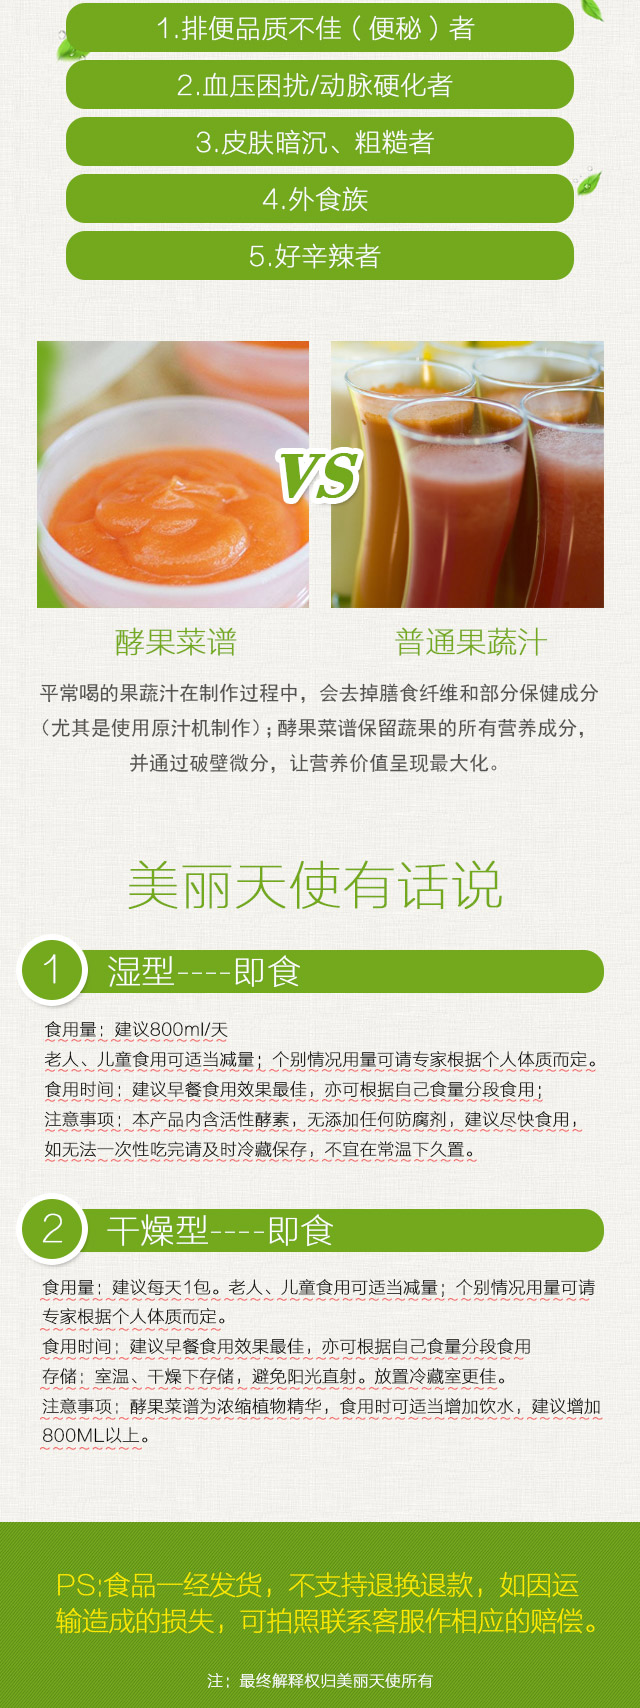 1.排便品质不佳（便秘）者
2.血压困扰/动脉硬化者
3.皮肤暗沉、粗糙者
4.外食族
5.好辛辣者
VS
酵果菜谱
普通果蔬汁
平常喝的果蔬汁在制作过程中，会去掉膳食纤维和部分保健成分
（尤其是使用原汁机制作）；酵果菜谱保留蔬果的所有营养成分，
并通过破壁微分，让营养价值呈现最大化。
美丽天使有话说
1 湿型----即食
食用量：建议800ml/天
老人、儿童食用可适当减量；个别情况用量可请专家根据个人体质而定。
食用时间：建议早餐食用效果最佳，亦可根据自己食量分段食用；
注意事项：本产品内含活性酵素，无添加任何防腐剂，建议尽快食用，
如无法一次性吃完请及时冷藏保存，不宜在常温下久置。
2 干燥型----即食
食用量：建议每天1包。老人、儿童食用可适当减量；个别情况用量可请
专家根据个人体质而定。
食用时间：建议早餐食用效果最佳，亦可根据自己食量分段食用
存储：室温、干燥下存储，避免阳光直射。放置冷藏室更佳。
注意事项：酵果菜谱为浓缩植物精华，食用时可适当增加饮水，建议增加
800ML以上。
PS:食品一经发货，不支持退换退款，如因运
输造成的损失，可拍照联系客服作相应的赔偿。
注：最终解释权归美丽天使所有